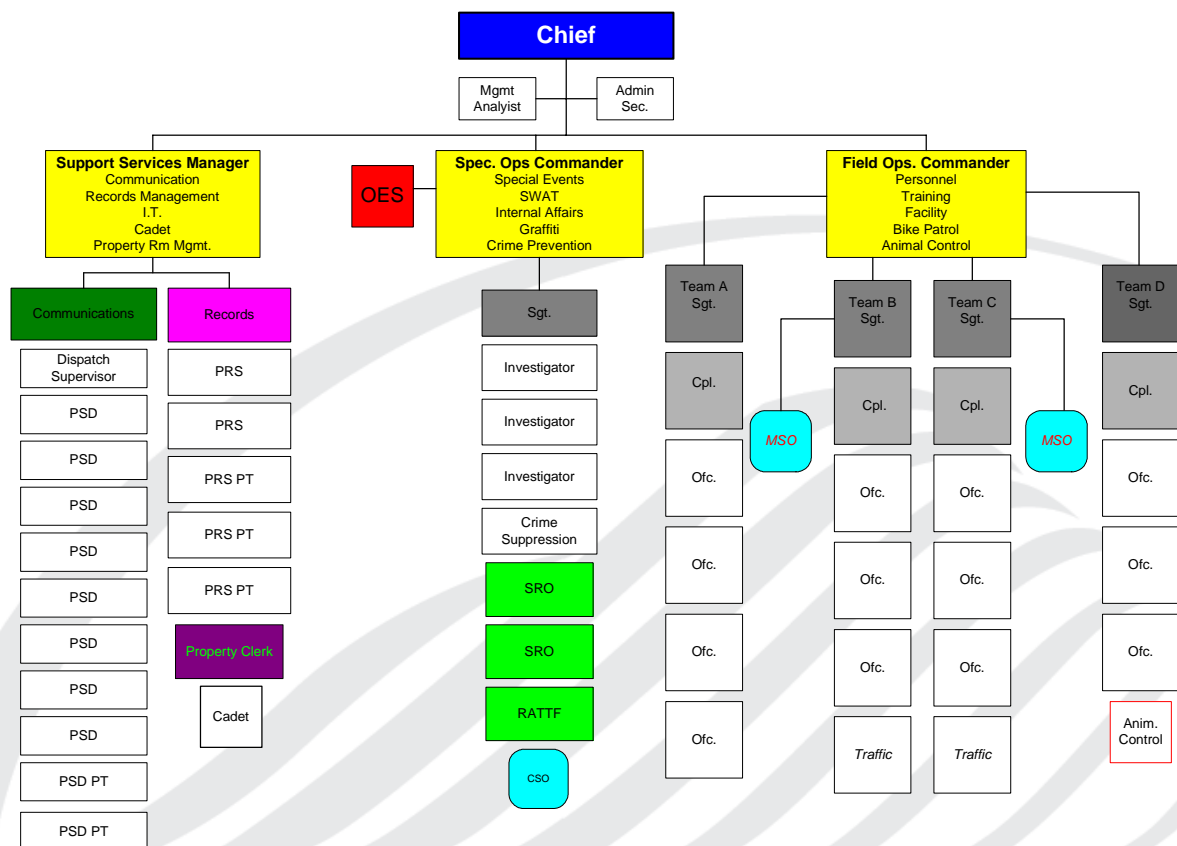 Chief
Mgmt
Analyist
Admin
Sec.
Support Services Manager
Communication
Records Management
I.T.
Cadet
Property Rm Mgmt.
OES
Spec. Ops Commander
Special Events
SWAT
Internal Affairs
Graffiti
Crime Prevention
Field Ops. Commander
Personnel
Training
Facility
Bike Patrol
Animal Control
Communications
Dispatch
Supervisor
PSD
PSD
PSD
PSD
PSD
PSD
PSD
PSD
PSD PT
PSD PT
Records
PRS
PRS
PRS PT
PRS PT
PRS PT
Property Clerk
Cadet
Sgt.
Investigator
Investigator
Investigator
Crime
Suppression
SRO
SRO
RATTF
CSO
Team A
Sgt.
Cpl.
Ofc.
Ofc.
Ofc.
Ofc.
MSO
Team B
Sgt.
Cpl.
Ofc.
Ofc.
Ofc.
Traffic
Team C
Sgt.
Cpl.
Ofc.
Ofc.
Ofc.
Traffic
MSO
Team D
Sgt.
Cpl.
Ofc.
Ofc.
Ofc.
Anim.
Control